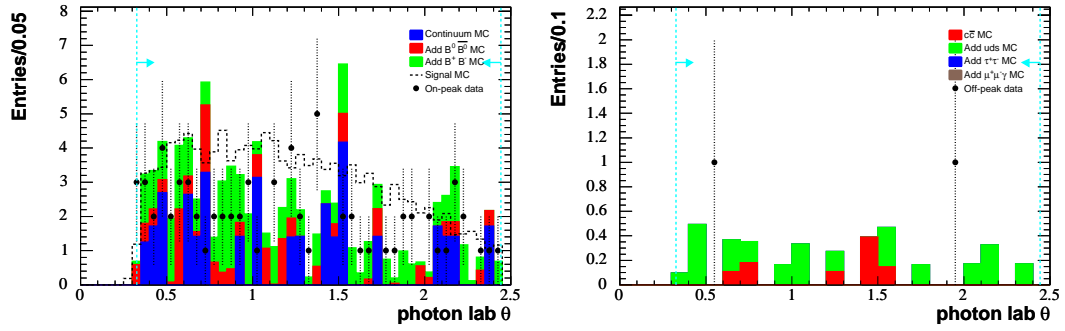 Entries/0.05
8
7
6
5
4
3
2
1
0
0 0.5 1 1.5 2 2.5
photon lab θ
Continuum MC
Add B⁰ B̅⁰ MC
Add B⁺ B⁻ MC
Signal MC
On-peak data
Entries/0.1
2.2
2
1.8
1.6
1.4
1.2
1
0.8
0.6
0.4
0.2
0
0 0.5 1 1.5 2 2.5
photon lab θ
cc̅ MC
Add uds MC
Add τ⁺τ⁻ MC
Add μ⁺μ⁻γ MC
Off-peak data